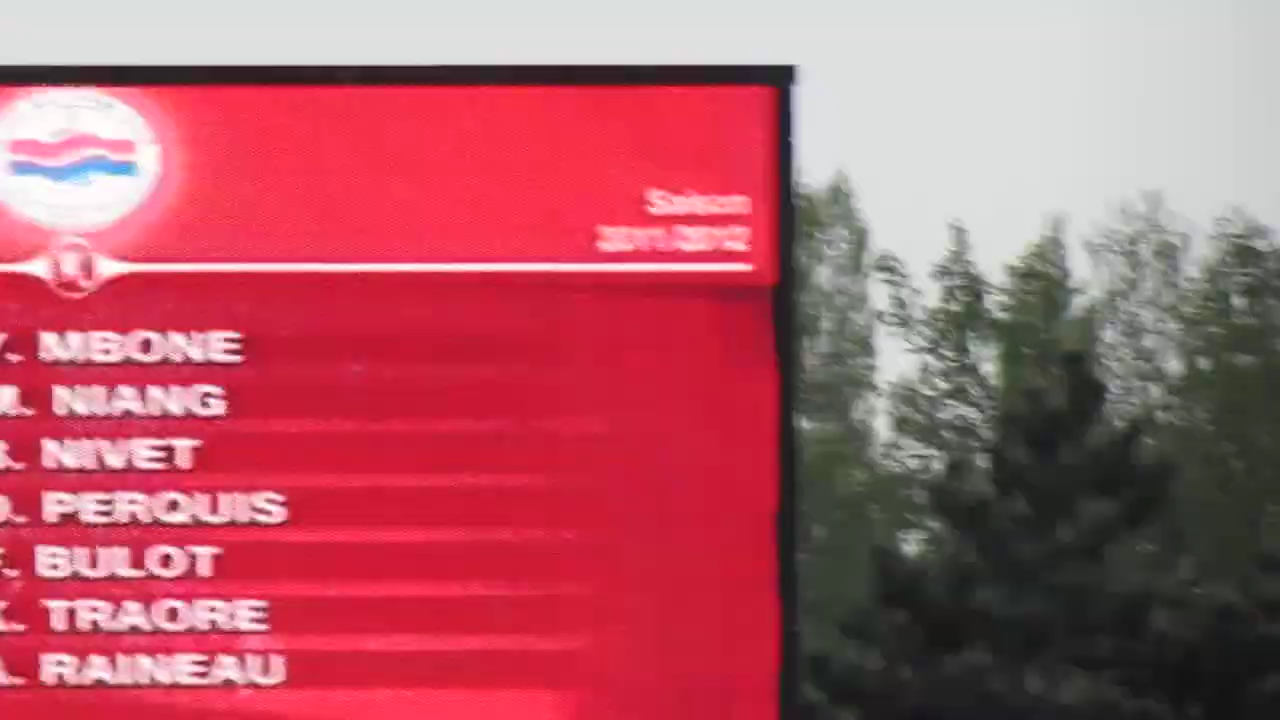 Saison
2011/2012
Y. MBONE
M. NIANG
NIVET
D. PERQUIS
F. BULOT
K. TRAORE
A. RAINEAU